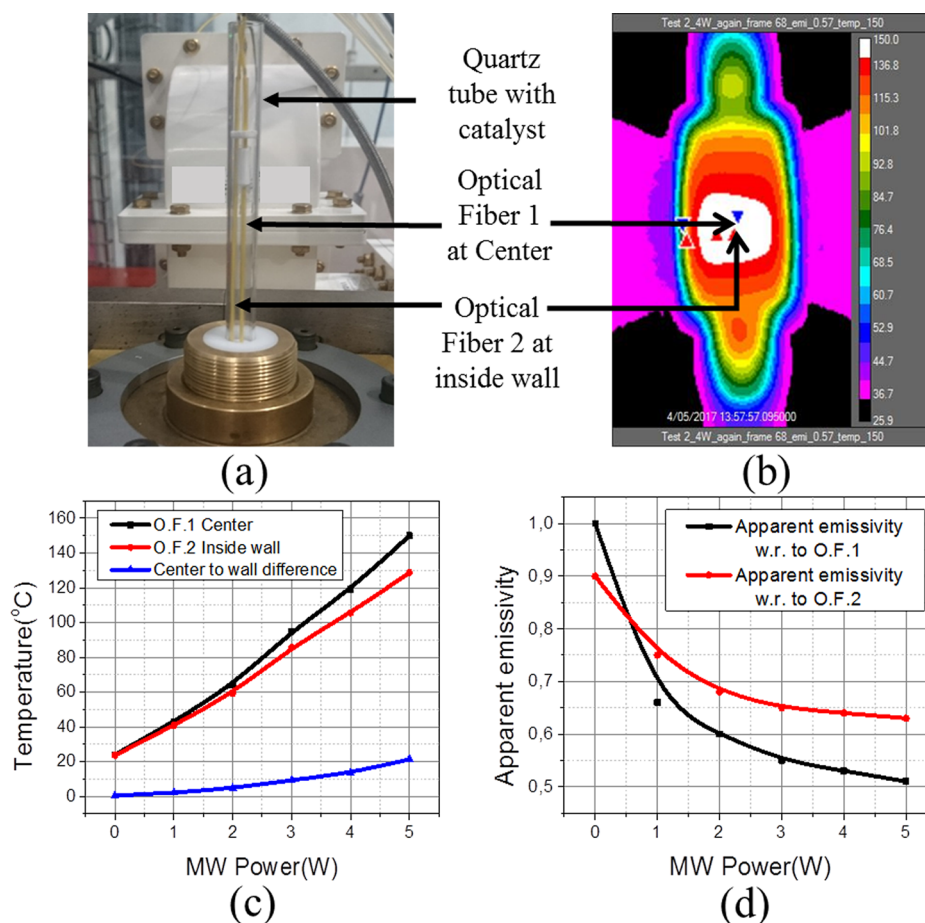 Quartz
tube with
catalyst
Optical
Fiber 1
at Center
Optical
Fiber 2 at
inside wall
Test 2_4W_again_frame 68_emi_0.57_temp_150
150.0
136.8
115.3
101.8
92.8
84.7
76.4
68.5
60.7
52.9
44.7
36.7
25.9
4/05/2017 13:57:57.095000
Test 2_4W_again_frame 68_emi_0.57_temp_150
(a)
(b)
Temperature(°C)
160
140
120
100
80
60
40
20
0
O.F.1 Center
O.F.2 Inside wall
Center to wall difference
0 1 2 3 4 5
MW Power(W)
(c)
Apparent emissivity
1,0
0,9
0,8
0,7
0,6
0,5
Apparent emissivity
w.r. to O.F.1
Apparent emissivity
w.r. to O.F.2
0 1 2 3 4 5
MW Power(W)
(d)